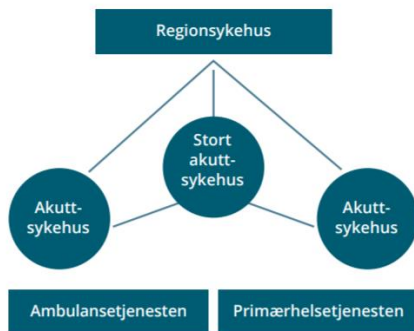 Regionsykehus
Stort
akutt-
sykehus
Akutt-
sykehus
Akutt-
sykehus
Ambulansetjenesten
Primærhelsetjenesten